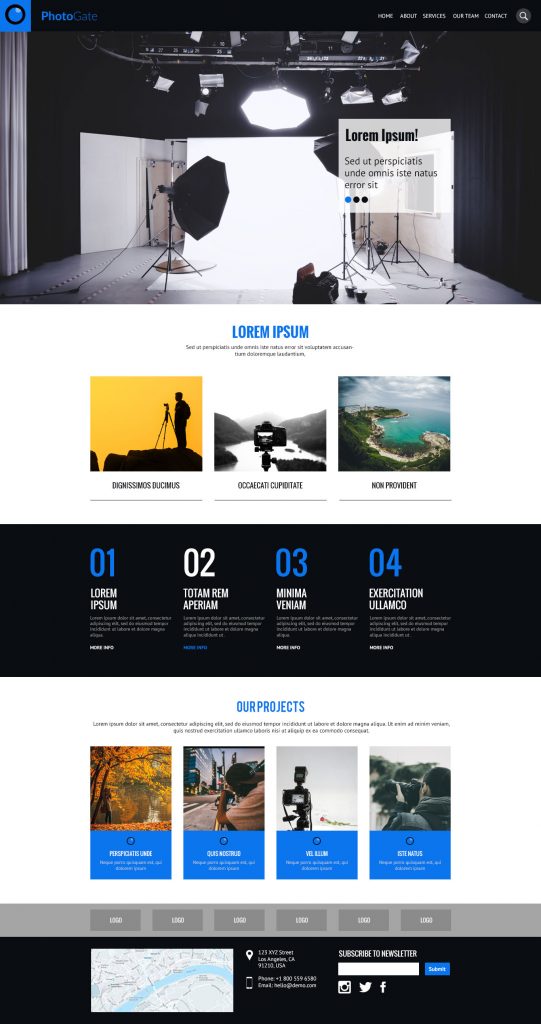 PhotoGate
HOME ABOUT SERVICES OUR TEAM CONTACT
Lorem Ipsum!
Sed ut perspiciatis
unde omnis iste natus
error sit
LOREM IPSUM
Sed ut perspiciatis unde omnis iste natus error sit voluptatem accusan-
tium doloremque laudantium,
DIGNISSIMOS DUCIMUS
OCCAECATI CUPIDITATE
NON PROVIDENT
01
LOREM
IPSUM
Lorem ipsum dolor sit amet, consectetur
adipiscing elit, sed do eiusmod tempor
incididunt ut labore et dolore magna
aliqua.
MORE INFO
02
TOTAM REM
APERIAM
Lorem ipsum dolor sit amet, consectetur
adipiscing elit, sed do eiusmod tempor
incididunt ut labore et dolore magna
aliqua incididunt ut.
MORE INFO
03
MINIMA
VENIAM
Lorem ipsum dolor sit amet, consectetur
adipiscing elit, sed do eiusmod tempor
incididunt ut labore et dolore magna
aliqua incididunt ut.
MORE INFO
04
EXERCITATION
ULLAMCO
Lorem ipsum dolor sit amet, consectetur
adipiscing elit, sed do eiusmod tempor
incididunt ut labore et dolore magna
aliqua.
MORE INFO
OUR PROJECTS
Lorem ipsum dolor sit amet, consectetur adipiscing elit, sed do eiusmod tempor incididunt ut labore et dolore magna aliqua. Ut enim ad minim veniam,
quis nostrud exercitation ullamco laboris nisi ut aliquip ex ea commodo consequat.
PERSPICIATIS UNDE
Neque porro quisquam est, qui
dolorem ipsum
QUIS NOSTRUD
Neque porro quisquam est, qui
dolorem ipsum
VEL ILLUM
Neque porro quisquam est, qui
dolorem ipsum
ISTE NATUS
Neque porro quisquam est, qui
dolorem ipsum
LOGO LOGO LOGO LOGO LOGO LOGO
123 XYZ Street
Los Angeles, CA
91210, USA
Phone: +1 800 559 6580
Email: hello@demo.com
SUBSCRIBE TO NEWSLETTER
Submit